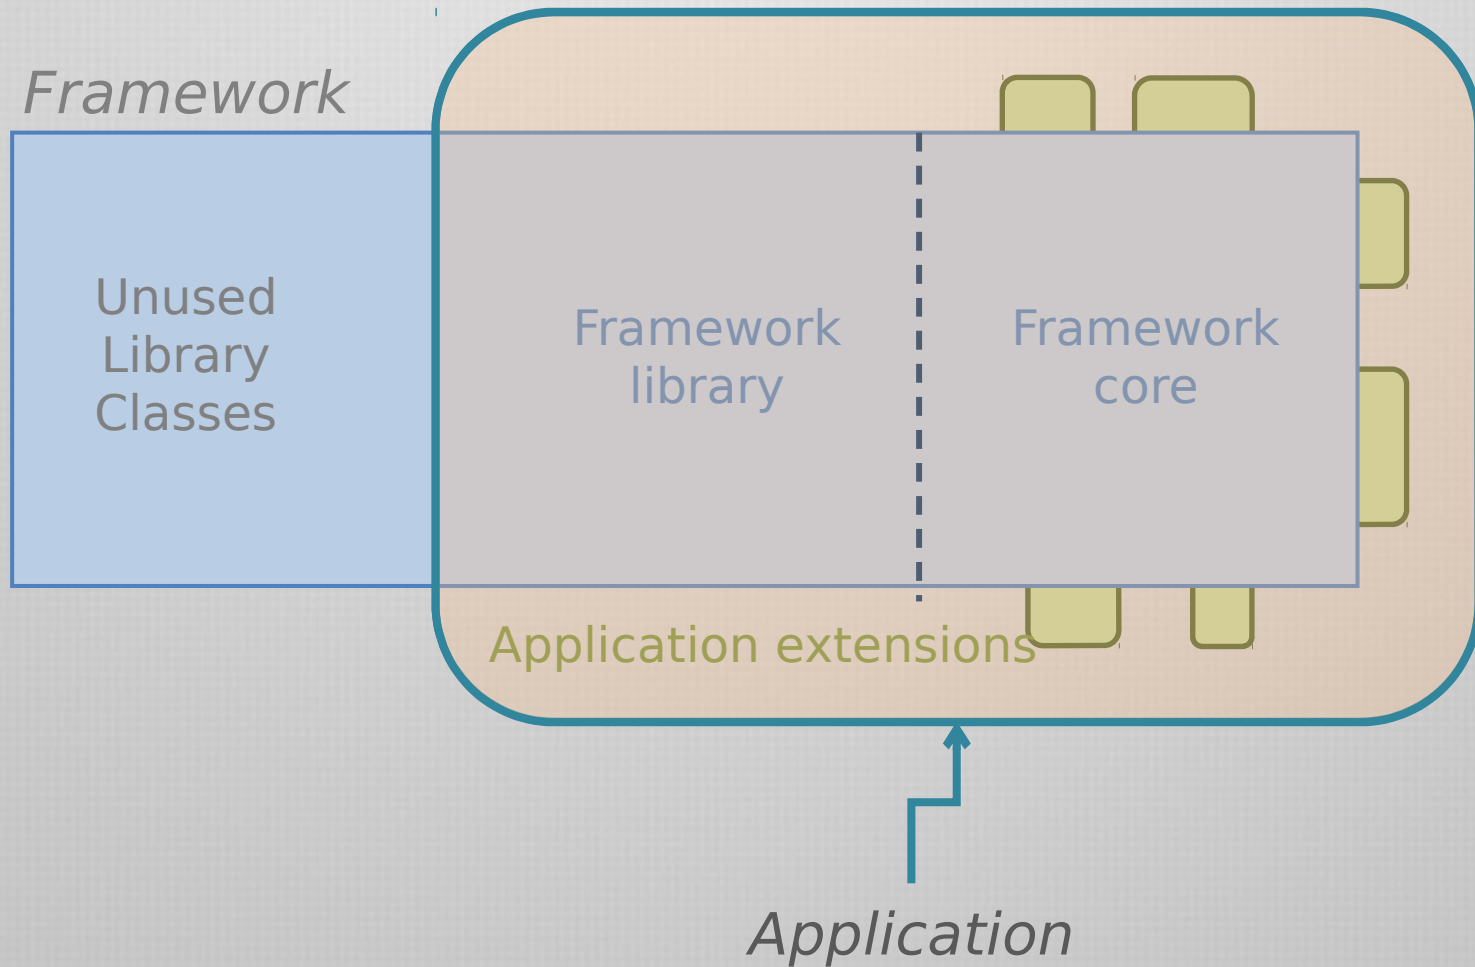 Framework
Unused
Library
Classes
Framework
library
Framework
core
Application extensions
Application